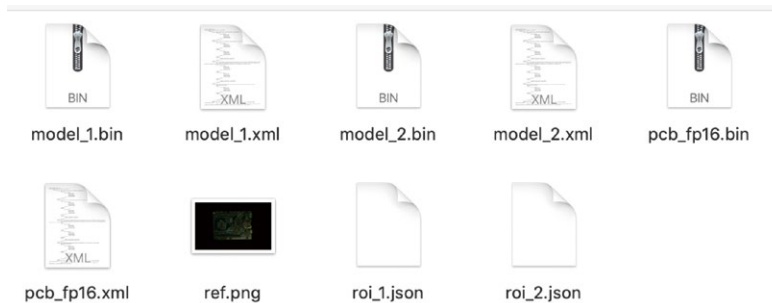 BIN XML BIN XML BIN
model_1.bin model_1.xml model_2.bin model_2.xml pcb_fp16.bin
XML
pcb_fp16.xml ref.png roi_1.json roi_2.json